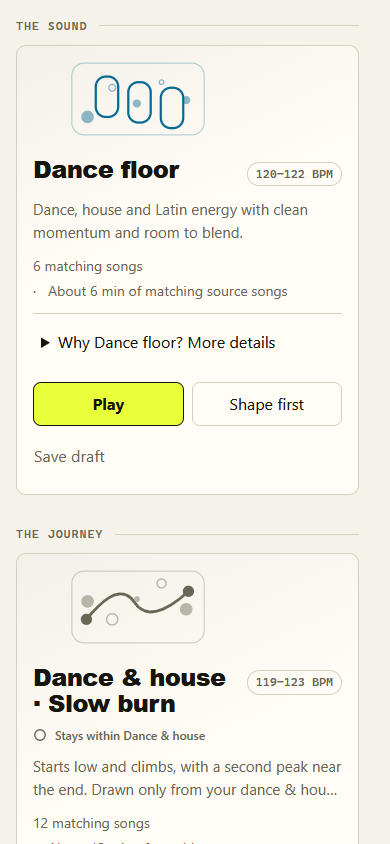 THE SOUND
Dance floor
120–122 BPM
Dance, house and Latin energy with clean
momentum and room to blend.
6 matching songs
· About 6 min of matching source songs
▶ Why Dance floor? More details
Play
Shape first
Save draft
THE JOURNEY
Dance & house
· Slow burn
119–123 BPM
Stays within Dance & house
Starts low and climbs, with a second peak near
the end. Drawn only from your dance & hou...
12 matching songs